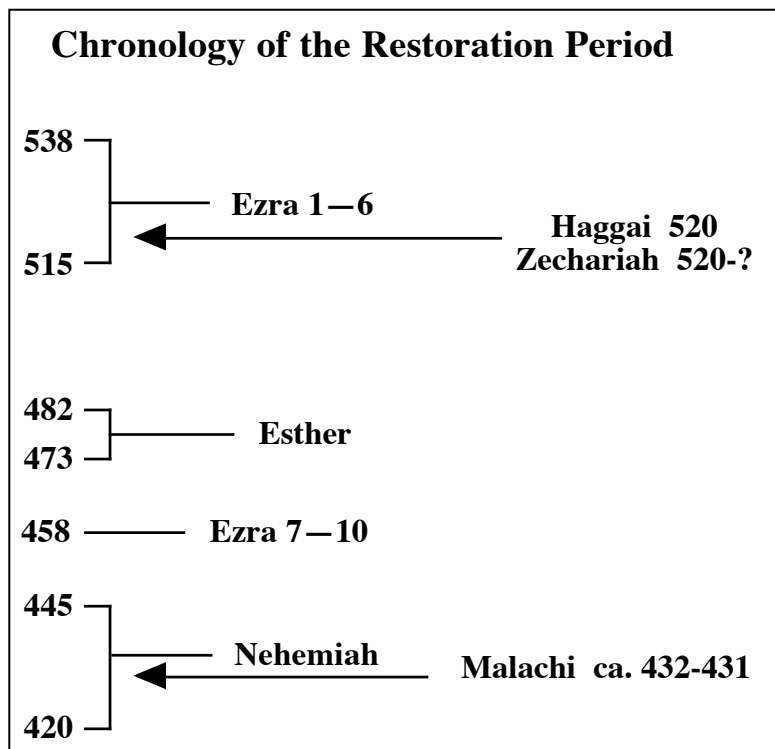 Chronology of the Restoration Period
538
Ezra 1—6
Haggai 520
515
Zechariah 520-?
482
Esther
473
458
Ezra 7—10
445
Nehemiah
Malachi ca. 432-431
420